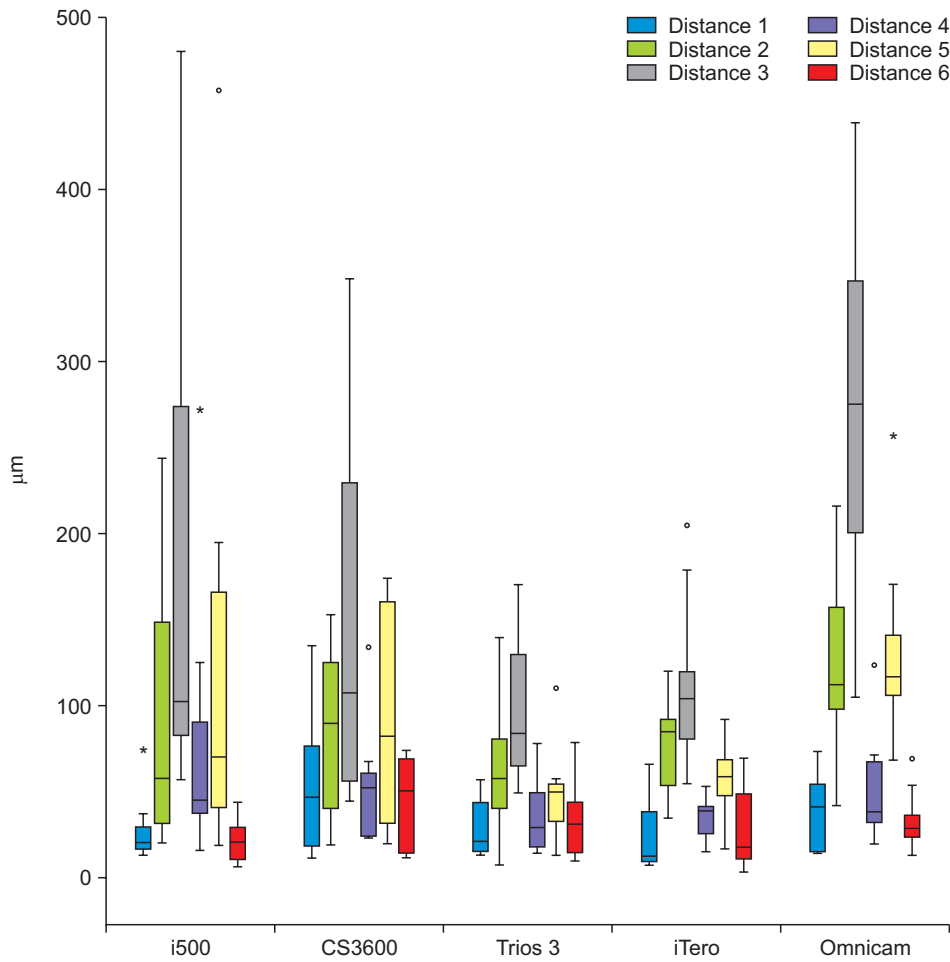 500
400
300
200
100
0
μm
Distance 1
Distance 2
Distance 3
Distance 4
Distance 5
Distance 6
i500
CS3600
Trios 3
iTero
Omnicam